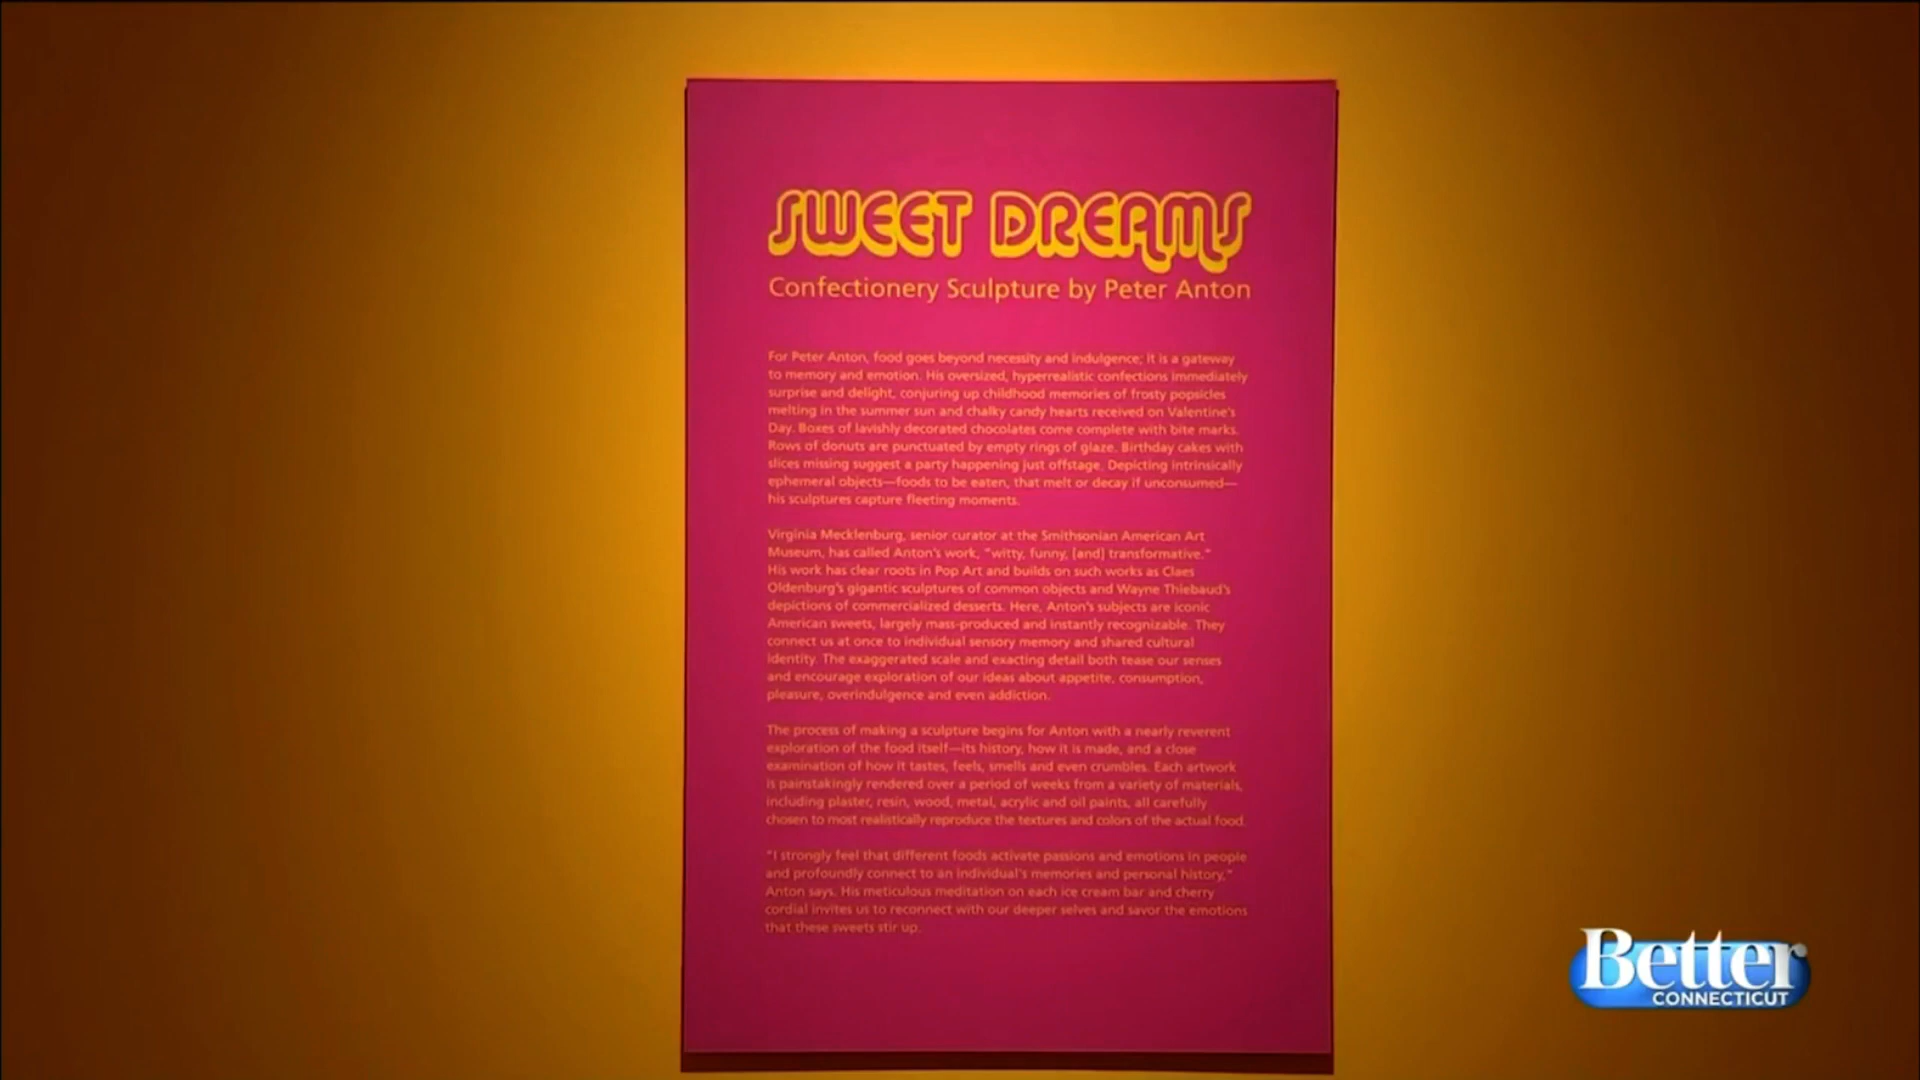 SWEET DREAMS
Confectionery Sculpture by Peter Anton
For Peter Anton, food goes beyond necessity and indulgence; it is a gateway
to memory and emotion. His oversized, hyperrealistic confections immediately
surprise and delight, conjuring up childhood memories of frosty popsicles
melting in the summer sun and chalky candy hearts received on Valentine's
Day. Boxes of lavishly decorated chocolates come complete with bite marks.
Rows of donuts are punctuated by empty rings of glaze. Birthday cakes with
slices missing suggest a party happening just offstage. Depicting intrinsically
ephemeral objects—foods to be eaten, that melt or decay if unconsumed—
his sculptures capture fleeting moments.
Virginia Mecklenburg, senior curator at the Smithsonian American Art
Museum, has called Anton's work, "witty, funny, [and] transformative."
His work has clear roots in Pop Art and builds on such works as Claes
Oldenburg's gigantic sculptures of common objects and Wayne Thiebaud's
depictions of commercialized desserts. Here, Anton's subjects are iconic
American sweets, largely mass-produced and instantly recognizable. They
connect us at once to individual sensory memory and shared cultural
identity. The exaggerated scale and exacting detail both tease our senses
and encourage exploration of our ideas about appetite, consumption,
pleasure, overindulgence and even addiction.
The process of making a sculpture begins for Anton with a nearly reverent
exploration of the food itself—its history, how it is made, and a close
examination of how it tastes, feels, smells and even crumbles. Each artwork
is painstakingly rendered over a period of weeks from a variety of materials,
including plaster, resin, wood, metal, acrylic and oil paints, all carefully
chosen to most realistically reproduce the textures and colors of the actual food.
"I strongly feel that different foods activate passions and emotions in people
and profoundly connect to an individual's memories and personal history,"
Anton says. His meticulous meditation on each ice cream bar and cherry
cordial invites us to reconnect with our deeper selves and savor the emotions
that these sweets stir up.
Better
CONNECTICUT